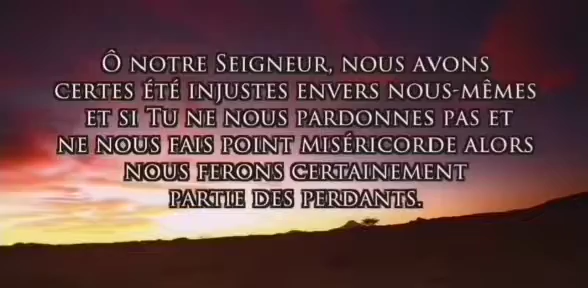 Ô notre Seigneur, nous avons
certes été injustes envers nous-mêmes
et si Tu ne nous pardonnes pas et
ne nous fais point miséricorde alors
nous ferons certainement
partie des perdants.